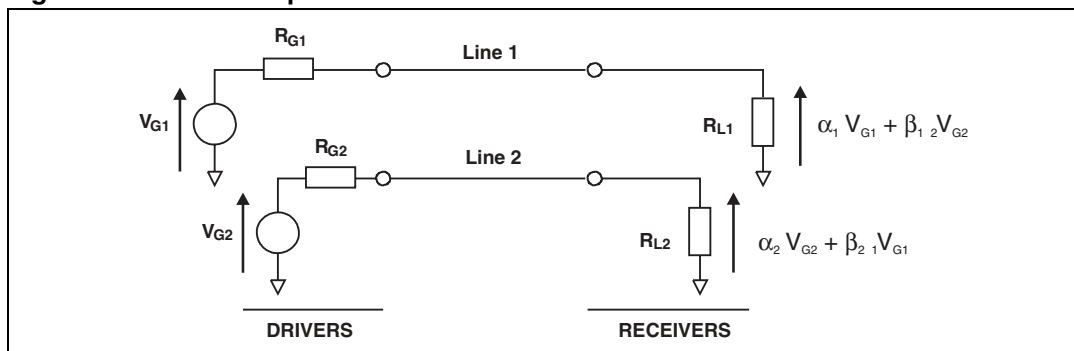 R_G1
Line 1
V_G1
R_L1
α₁ V_G1 + β₁ ₂V_G2
R_G2
Line 2
V_G2
R_L2
α₂ V_G2 + β₂ ₁V_G1
DRIVERS
RECEIVERS